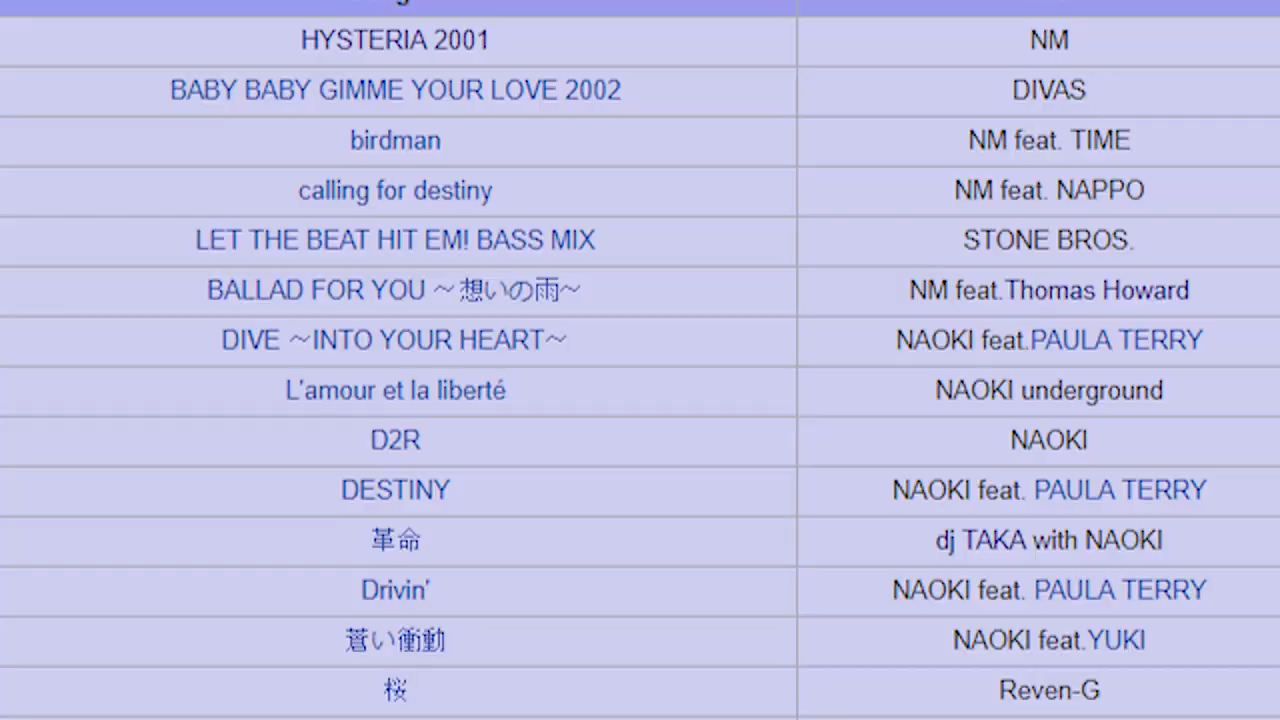 HYSTERIA 2001 NM
BABY BABY GIMME YOUR LOVE 2002 DIVAS
birdman NM feat. TIME
calling for destiny NM feat. NAPPO
LET THE BEAT HIT EM! BASS MIX STONE BROS.
BALLAD FOR YOU ～想いの雨～ NM feat.Thomas Howard
DIVE ～INTO YOUR HEART～ NAOKI feat.PAULA TERRY
L'amour et la liberté NAOKI underground
D2R NAOKI
DESTINY NAOKI feat. PAULA TERRY
革命 dj TAKA with NAOKI
Drivin' NAOKI feat. PAULA TERRY
蒼い衝動 NAOKI feat.YUKI
桜 Reven-G